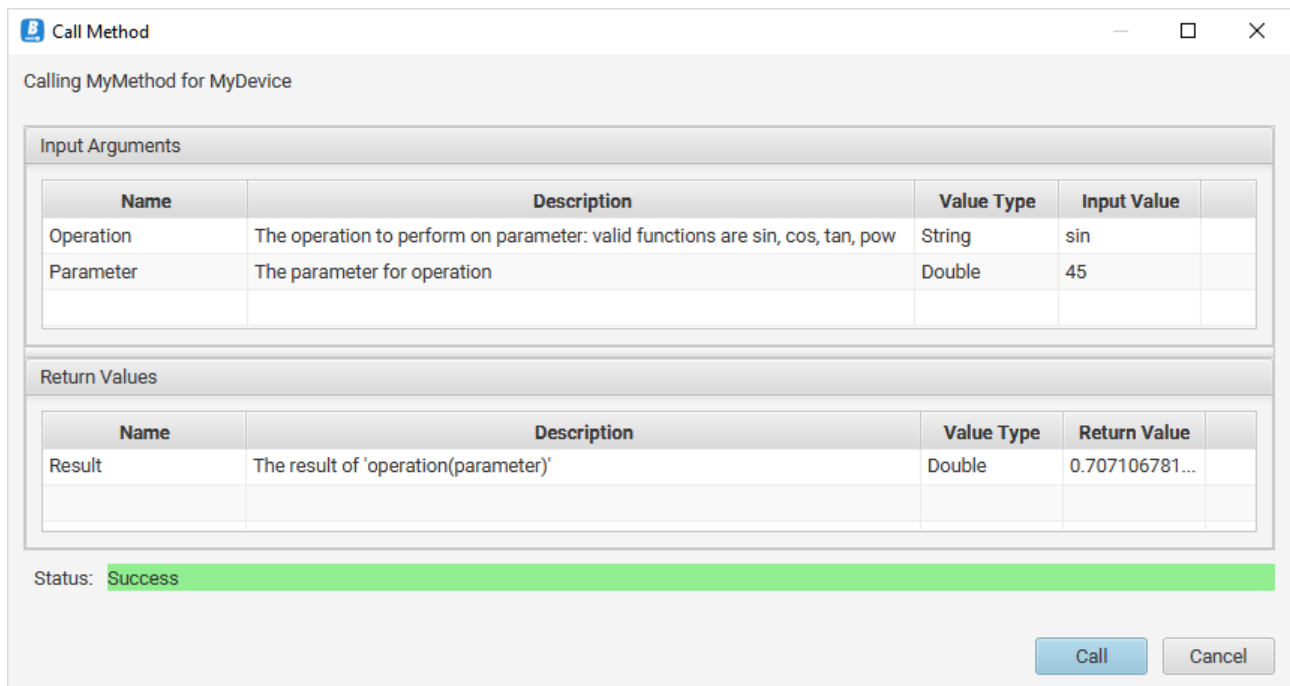 Call Method
Calling MyMethod for MyDevice
Input Arguments
Name Description Value Type Input Value
Operation The operation to perform on parameter: valid functions are sin, cos, tan, pow String sin
Parameter The parameter for operation Double 45
Return Values
Name Description Value Type Return Value
Result The result of 'operation(parameter)' Double 0.707106781...
Status: Success
Call Cancel